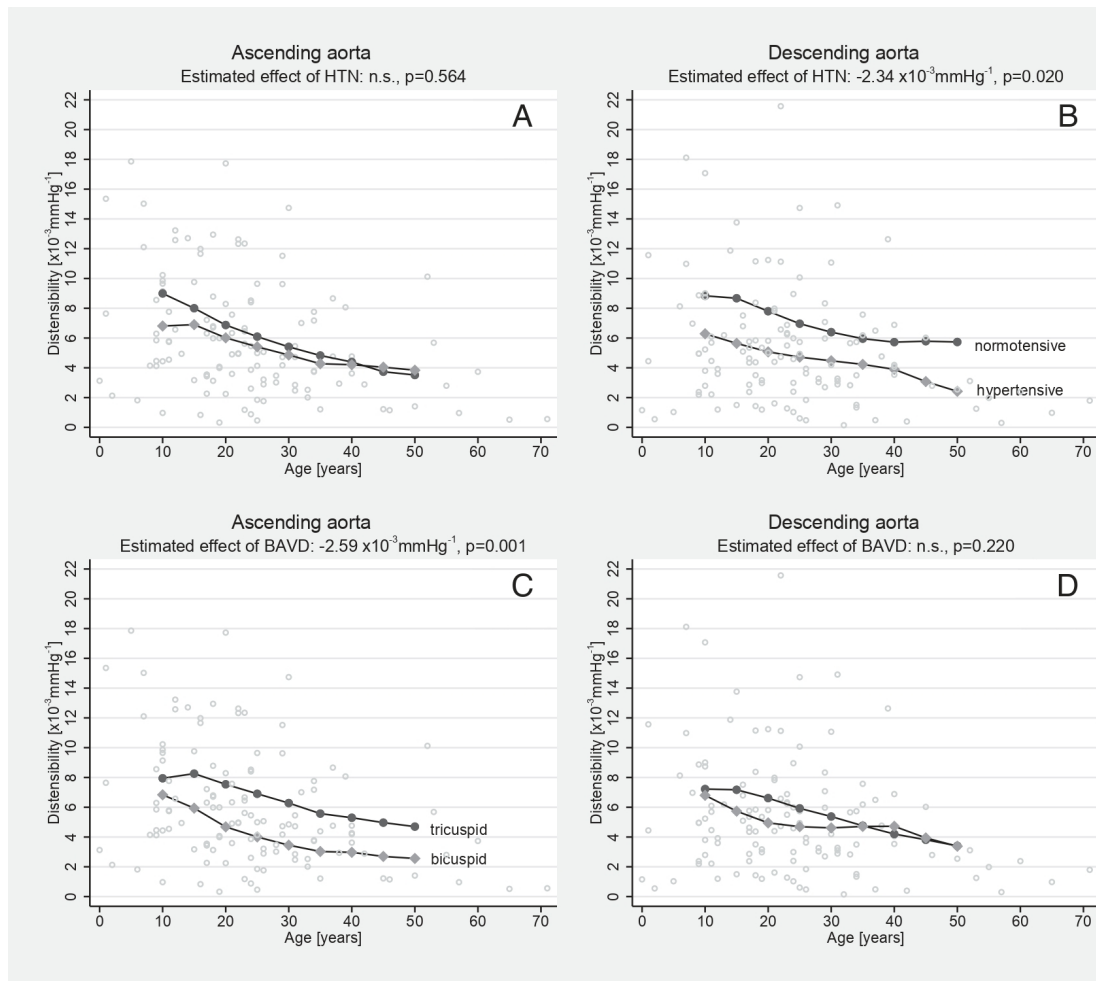 Ascending aorta
Estimated effect of HTN: n.s., p=0.564
A
Distensibility [x10⁻³mmHg⁻¹]
22
20
18
16
14
12
10
8
6
4
2
0
0 10 20 30 40 50 60 70
Age [years]
Descending aorta
Estimated effect of HTN: -2.34 x10⁻³mmHg⁻¹, p=0.020
B
Distensibility [x10⁻³mmHg⁻¹]
22
20
18
16
14
12
10
8
6
4
2
0
normotensive
hypertensive
0 10 20 30 40 50 60 70
Age [years]
Ascending aorta
Estimated effect of BAVD: -2.59 x10⁻³mmHg⁻¹, p=0.001
C
Distensibility [x10⁻³mmHg⁻¹]
22
20
18
16
14
12
10
8
6
4
2
0
tricuspid
bicuspid
0 10 20 30 40 50 60 70
Age [years]
Descending aorta
Estimated effect of BAVD: n.s., p=0.220
D
Distensibility [x10⁻³mmHg⁻¹]
22
20
18
16
14
12
10
8
6
4
2
0
0 10 20 30 40 50 60 70
Age [years]